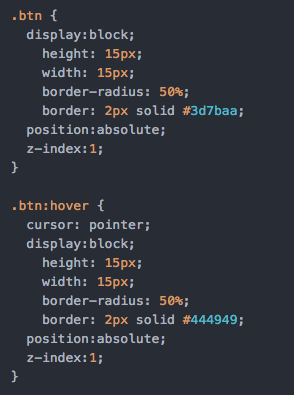 .btn {
  display:block;
    height: 15px;
    width: 15px;
    border-radius: 50%;
    border: 2px solid #3d7baa;
  position:absolute;
  z-index:1;
}

.btn:hover {
  cursor: pointer;
  display:block;
    height: 15px;
    width: 15px;
    border-radius: 50%;
    border: 2px solid #444949;
  position:absolute;
  z-index:1;
}